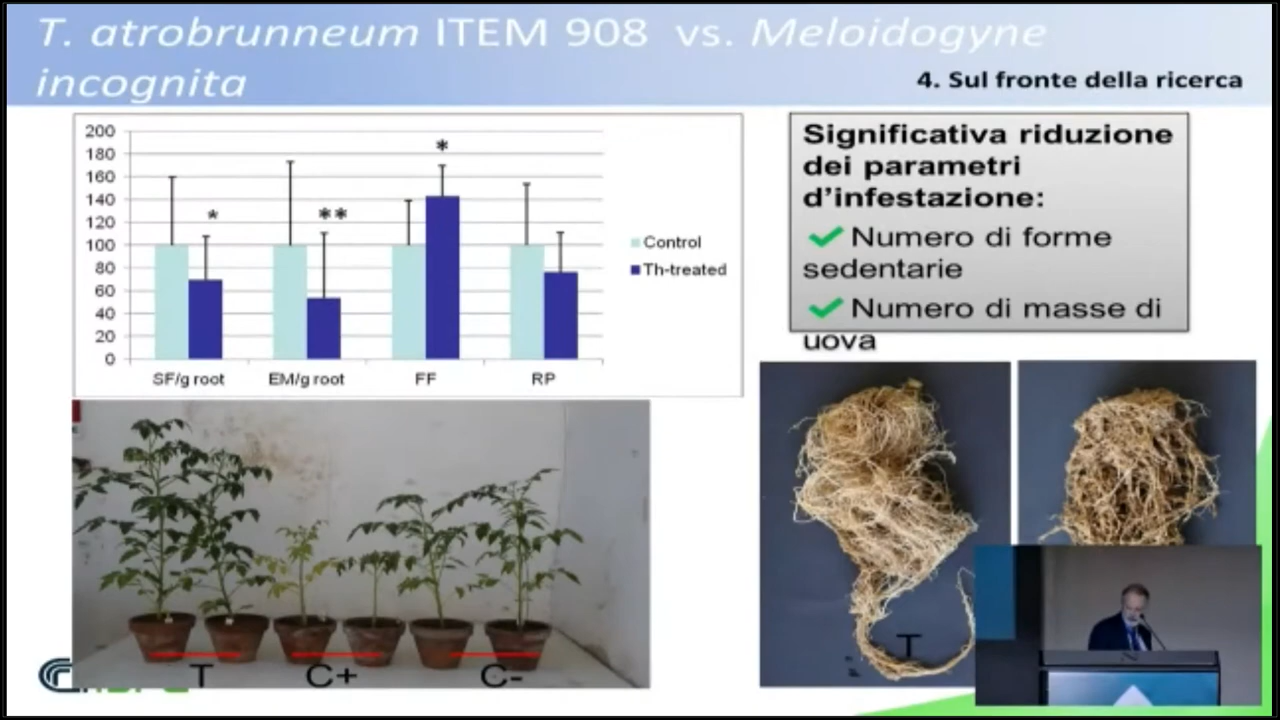 T. atrobrunneum ITEM 908 vs. Meloidogyne
incognita
4. Sul fronte della ricerca
200
180
160
140
120
100
80
60
40
20
0
*
**
*
SF/g root
EM/g root
FF
RP
Control
Th-treated
Significativa riduzione
dei parametri
d’infestazione:
Numero di forme
sedentarie
Numero di masse di
uova
T
C+
C-
T